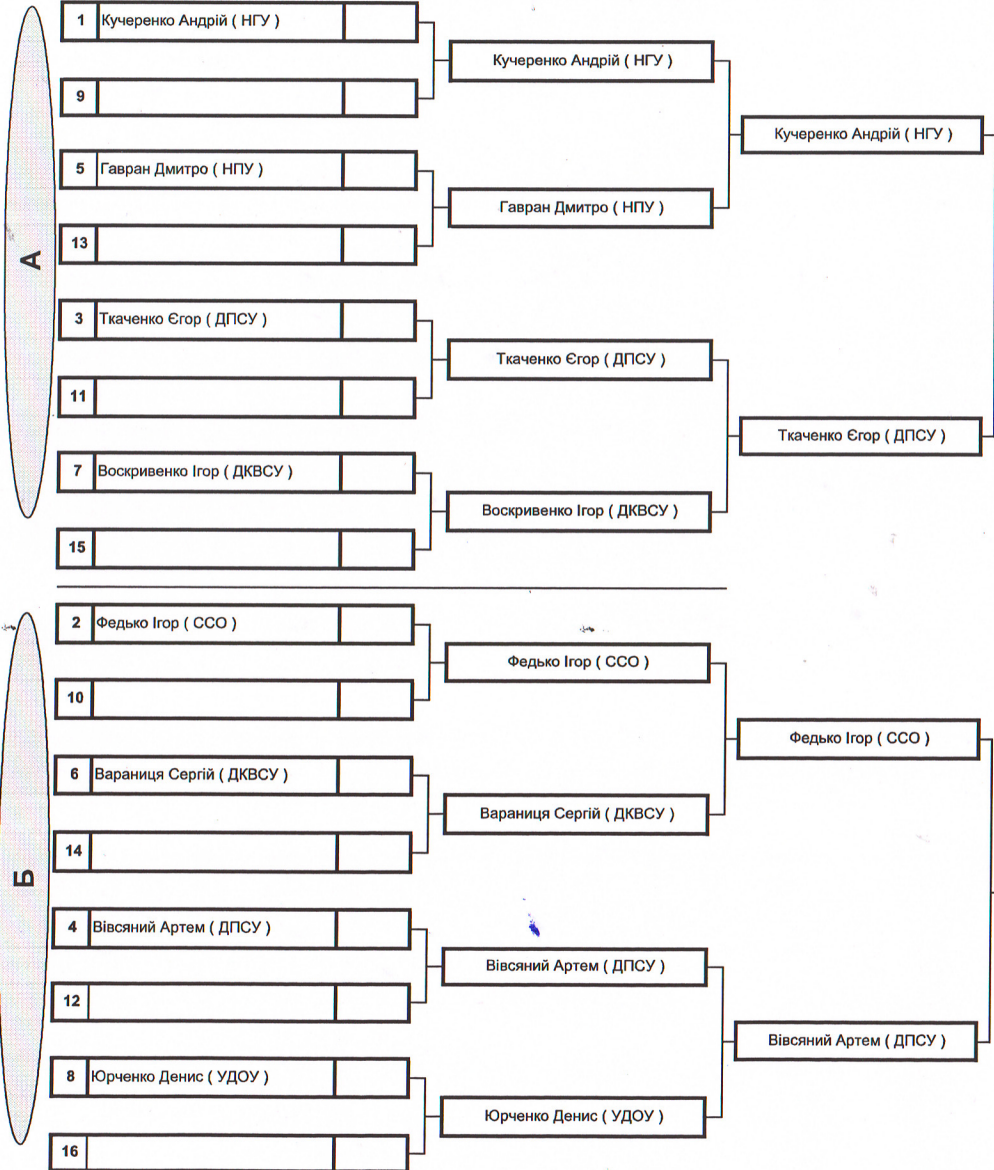 А
1 Кучеренко Андрій ( НГУ )
Кучеренко Андрій ( НГУ )
9
Кучеренко Андрій ( НГУ )
5 Гавран Дмитро ( НПУ )
Гавран Дмитро ( НПУ )
13
3 Ткаченко Єгор ( ДПСУ )
Ткаченко Єгор ( ДПСУ )
11
Ткаченко Єгор ( ДПСУ )
7 Воскривенко Ігор ( ДКВСУ )
Воскривенко Ігор ( ДКВСУ )
15
Б
2 Федько Ігор ( ССО )
Федько Ігор ( ССО )
10
Федько Ігор ( ССО )
6 Вараниця Сергій ( ДКВСУ )
Вараниця Сергій ( ДКВСУ )
14
4 Вівсяний Артем ( ДПСУ )
Вівсяний Артем ( ДПСУ )
12
Вівсяний Артем ( ДПСУ )
8 Юрченко Денис ( УДОУ )
Юрченко Денис ( УДОУ )
16